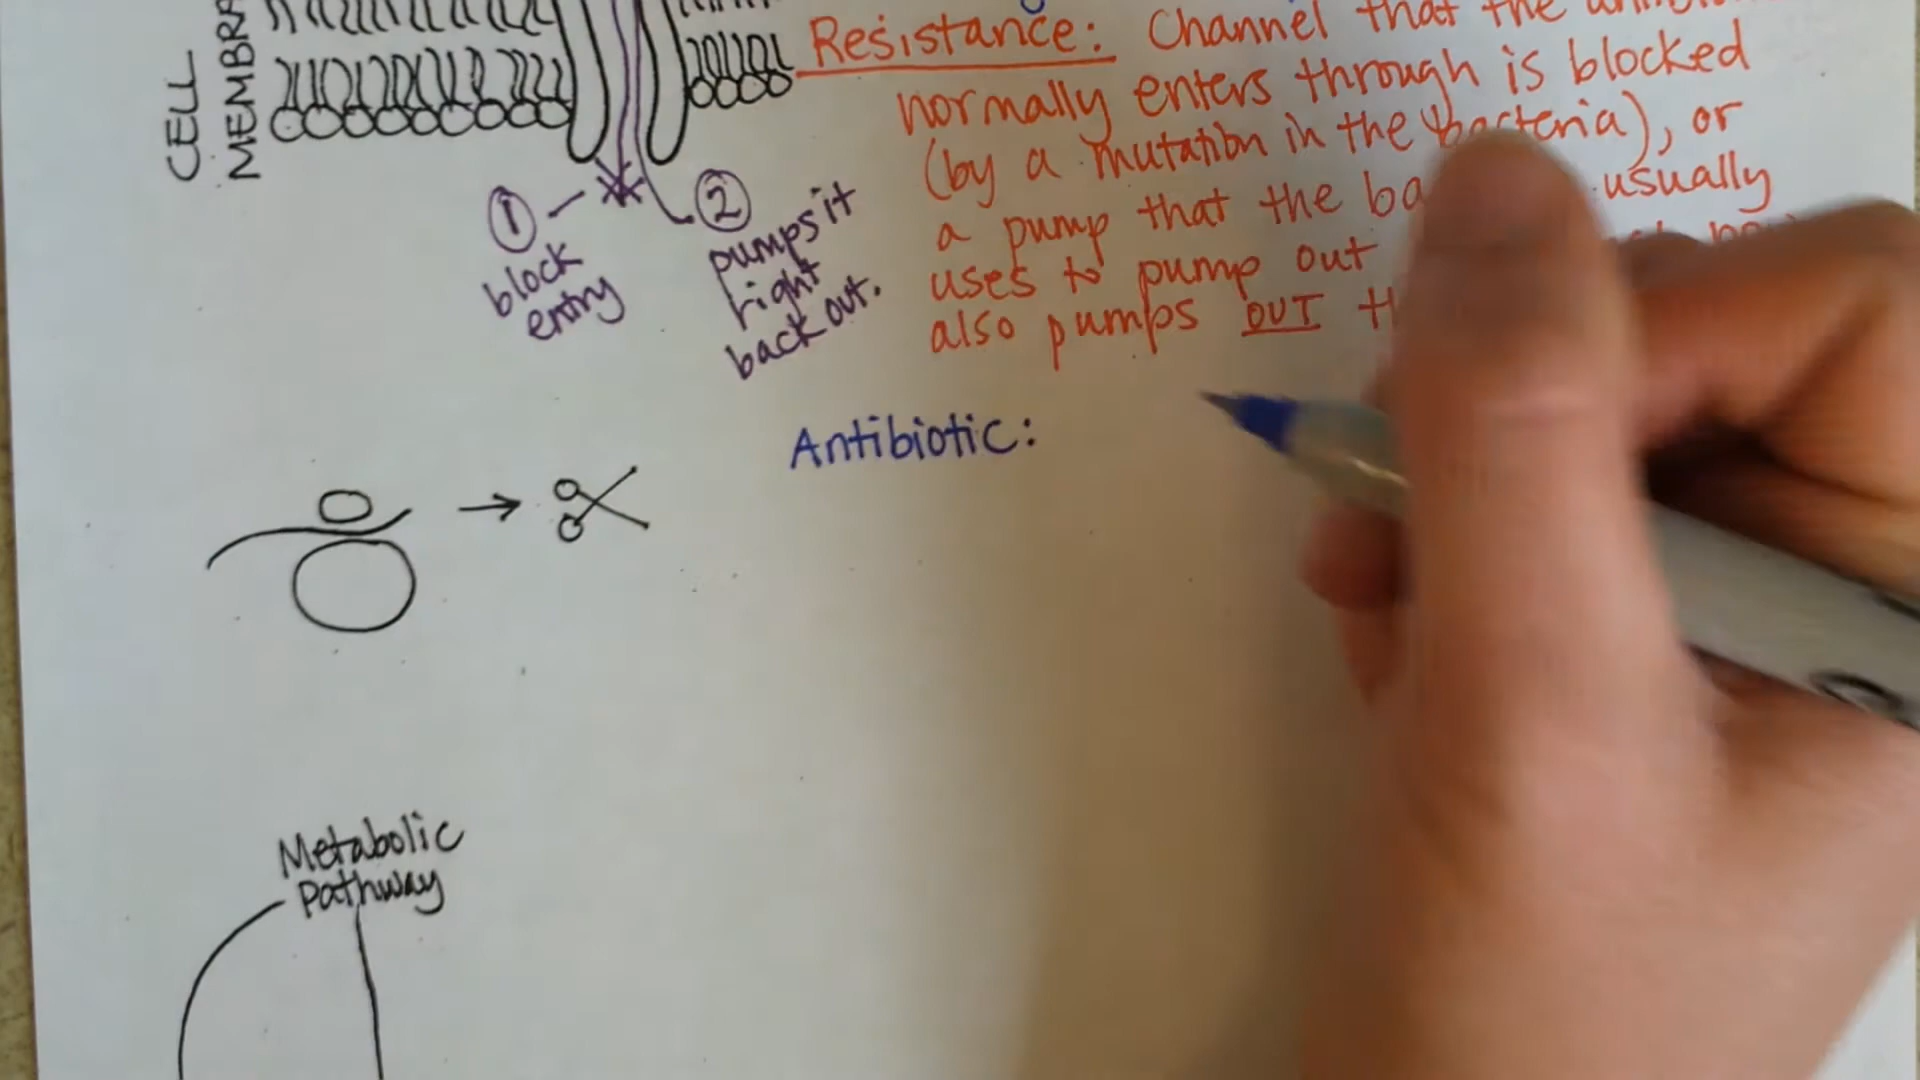 CELL
MEMBRA
Resistance: Channel that the
normally enters through is blocked
(by a mutation in the bacteria), or
a pump that the ba usually
uses to pump out
also pumps OUT th
① block
entry
② pumps it
right
back out.
Antibiotic:
Metabolic
Pathway